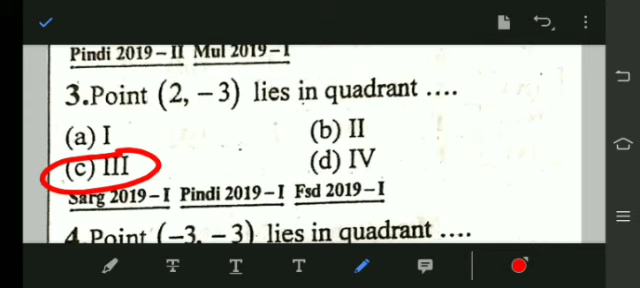 Pindi 2019 – II Mul 2019 – I
3.Point (2, – 3) lies in quadrant ....
(a) I (b) II
(c) III (d) IV
Sarg 2019 – I Pindi 2019 – I Fsd 2019 – I
4.Point (–3, – 3) lies in quadrant ....
T T T